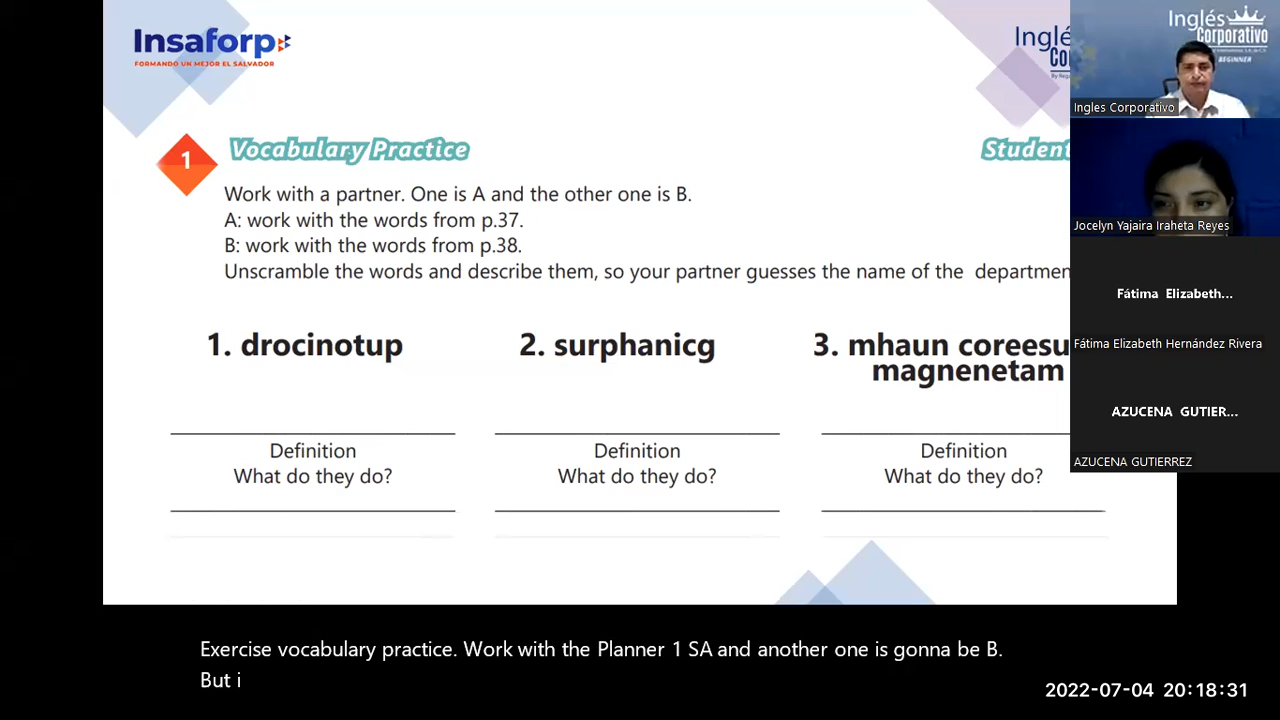 Insaforp
FORMANDO UN MEJOR EL SALVADOR
Inglés
Corporativo
BEGINNER
Ingles Corporativo
1
Vocabulary Practice
Student
Work with a partner. One is A and the other one is B.
A: work with the words from p.37.
B: work with the words from p.38.
Unscramble the words and describe them, so your partner guesses the name of the departmen
Jocelyn Yajaira Iraheta Reyes
Fátima Elizabeth...
Fátima Elizabeth Hernández Rivera
AZUCENA GUTIER...
AZUCENA GUTIERREZ
1. drocinotup
2. surphanicg
3. mhaun coreesu
magnenetam
Definition
What do they do?
Definition
What do they do?
Definition
What do they do?
Exercise vocabulary practice. Work with the Planner 1 SA and another one is gonna be B.
But i
2022-07-04 20:18:31